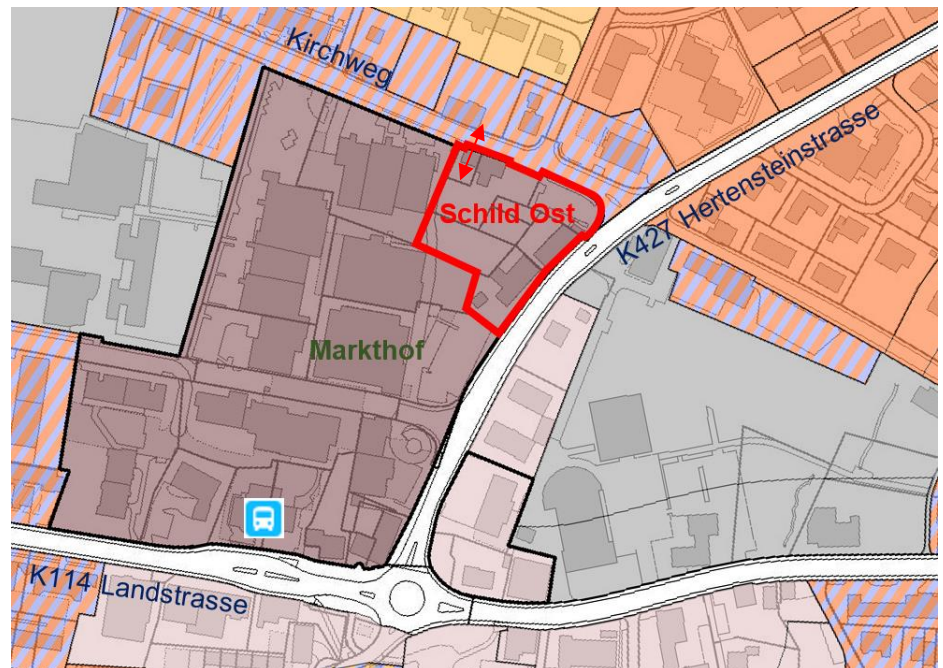 Kirchweg
Schild Ost
K427 Hertensteinstrasse
Markthof
K114 Landstrasse